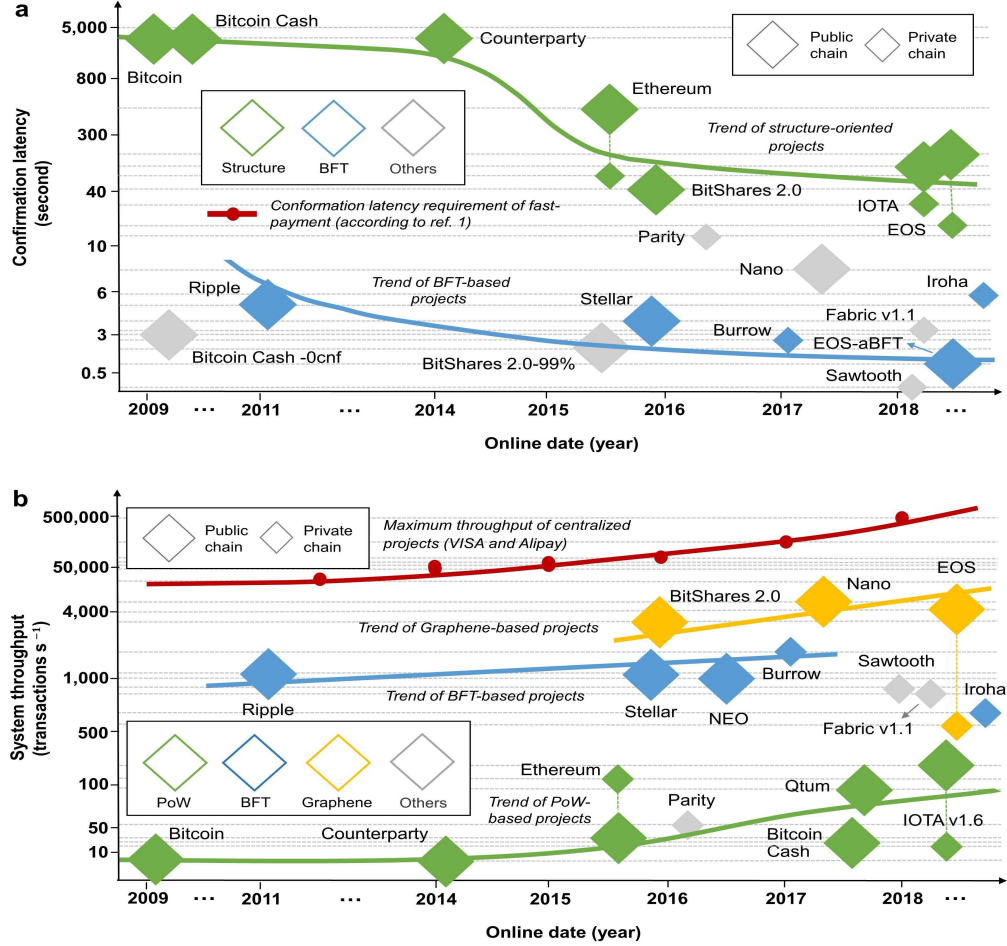 a
5,000
800
300
40
10
6
3
0.5
Confirmation latency
(second)
Bitcoin Cash
Bitcoin
Counterparty
Public
chain
Private
chain
Structure
BFT
Others
Ethereum
Trend of structure-oriented
projects
Conformation latency requirement of fast-
payment (according to ref. 1)
BitShares 2.0
IOTA
EOS
Parity
Nano
Iroha
Ripple
Trend of BFT-based
projects
Stellar
Fabric v1.1
Burrow
EOS-aBFT
Bitcoin Cash -0cnf
BitShares 2.0-99%
Sawtooth
2009
...
2011
...
2014
2015
2016
2017
2018
...
Online date (year)
b
500,000
50,000
4,000
1,000
500
100
50
10
System throughput
(transactions s⁻¹)
Public
chain
Private
chain
Maximum throughput of centralized
projects (VISA and Alipay)
BitShares 2.0
Nano
EOS
Trend of Graphene-based projects
Trend of BFT-based projects
Ripple
Stellar
NEO
Burrow
Sawtooth
Iroha
Fabric v1.1
PoW
BFT
Graphene
Others
Ethereum
Trend of PoW-
based projects
Parity
Qtum
Bitcoin
Counterparty
Bitcoin
Cash
IOTA v1.6
2009
...
2011
...
2014
2015
2016
2017
2018
...
Online date (year)